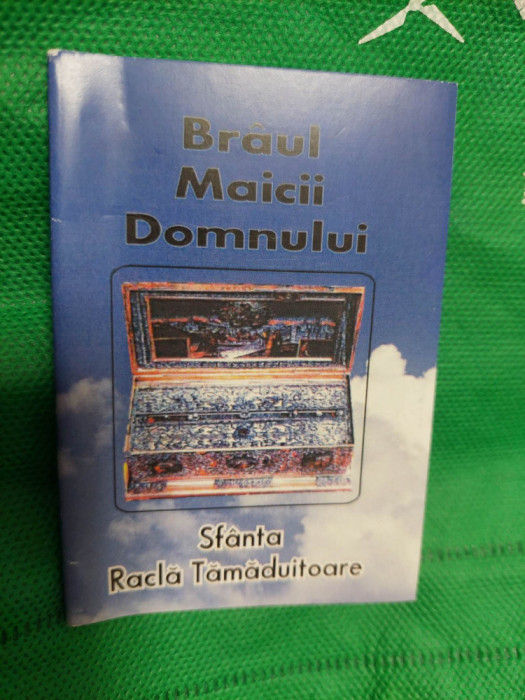 Brâul
Maicii
Domnului
Sfânta
Raclă Tămăduitoare